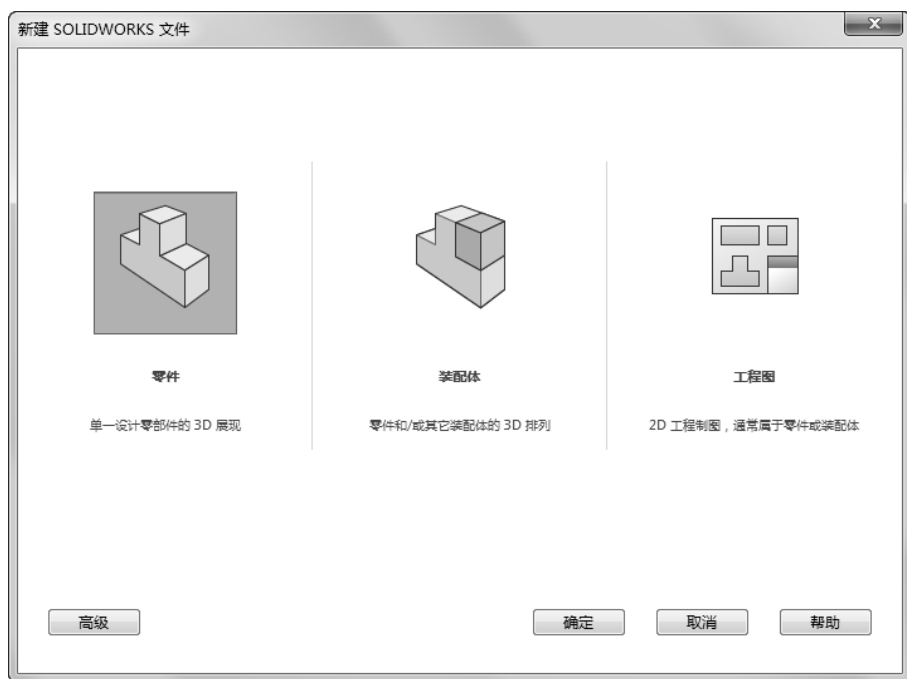 新建 SOLIDWORKS 文件
零件
单一设计零部件的 3D 展现
装配体
零件和/或其它装配体的 3D 排列
工程图
2D 工程制图，通常属于零件或装配体
高级
确定
取消
帮助